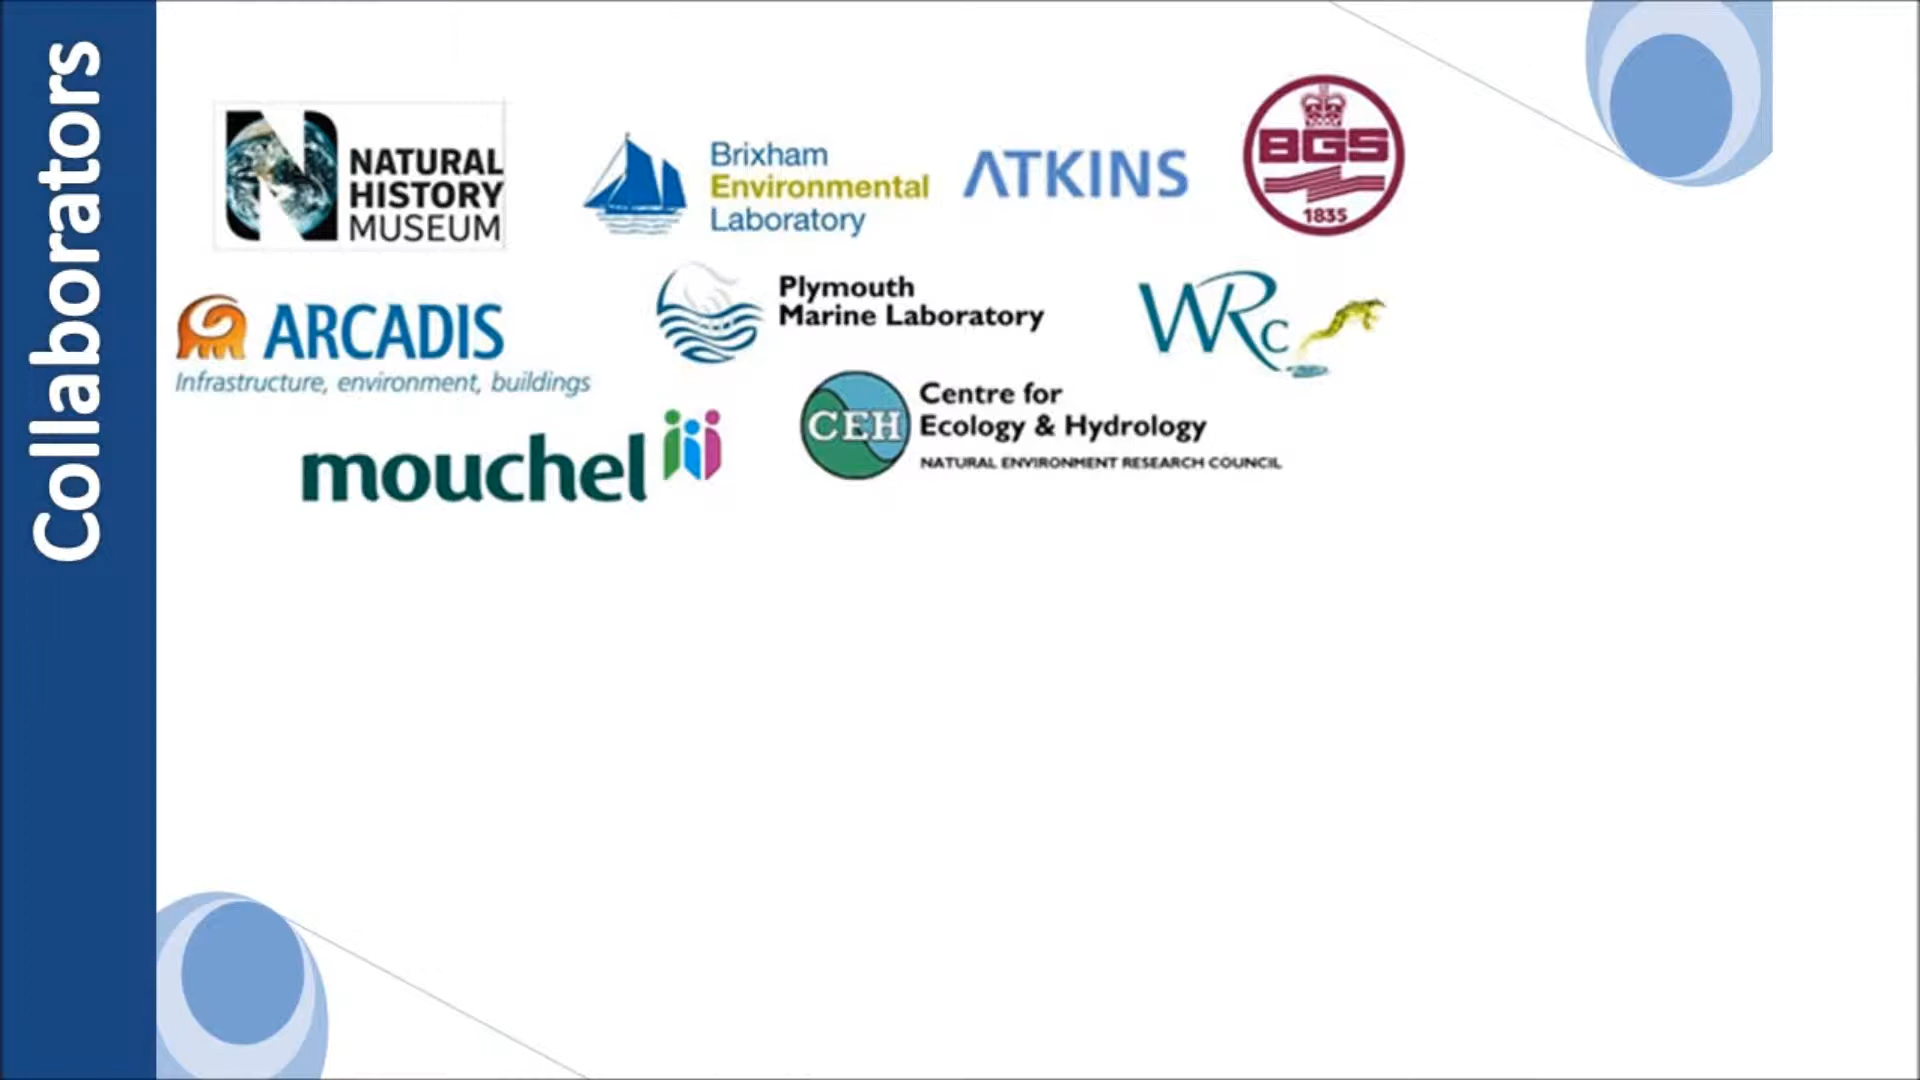 Collaborators
NATURAL
HISTORY
MUSEUM
Brixham
Environmental
Laboratory
ATKINS
BGS
1835
ARCADIS
Infrastructure, environment, buildings
Plymouth
Marine Laboratory
WRc
mouchel
CEH
Centre for
Ecology & Hydrology
NATURAL ENVIRONMENT RESEARCH COUNCIL